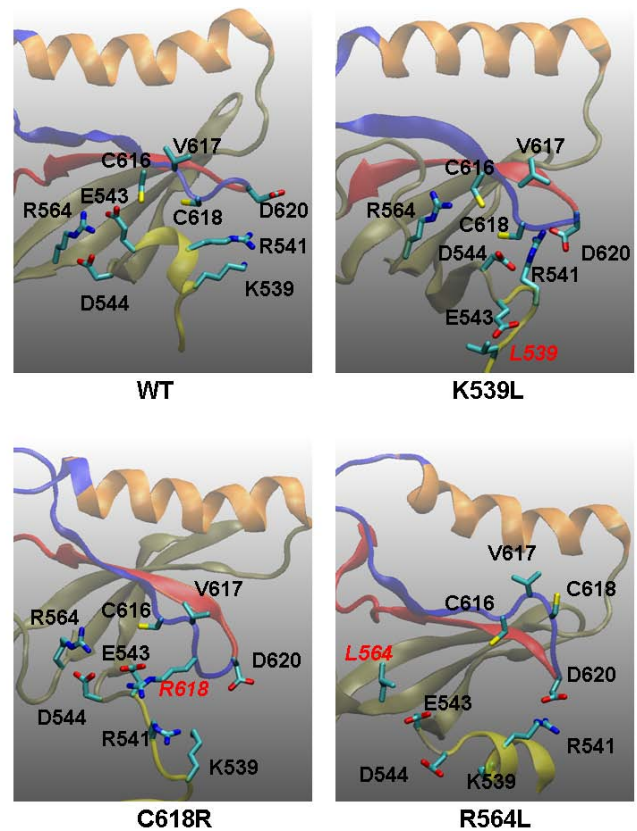 C616 V617
E543
R564 C618 D620
R541
D544 K539
WT
V617
C616
R564
C618
D544 D620
R541
E543
L539
K539L
V617
C616
R564
E543 D620
R618
D544
R541
K539
C618R
V617 C618
C616
L564 D620
E543
R541
D544 K539
R564L